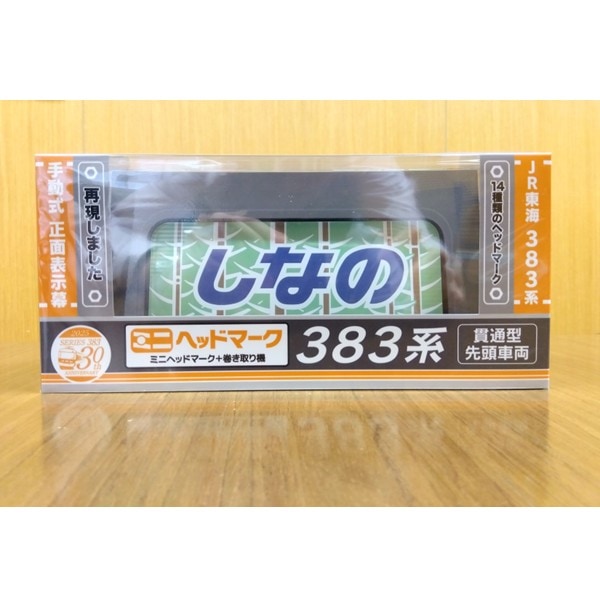 手動式 正面表示幕
再現しました
しなの
14種類のヘッドマーク
JR東海 383系
2025
SERIES 383
30th
ANNIVERSARY
ミニヘッドマーク
ミニヘッドマーク+巻き取り機
383系
貫通型
先頭車両